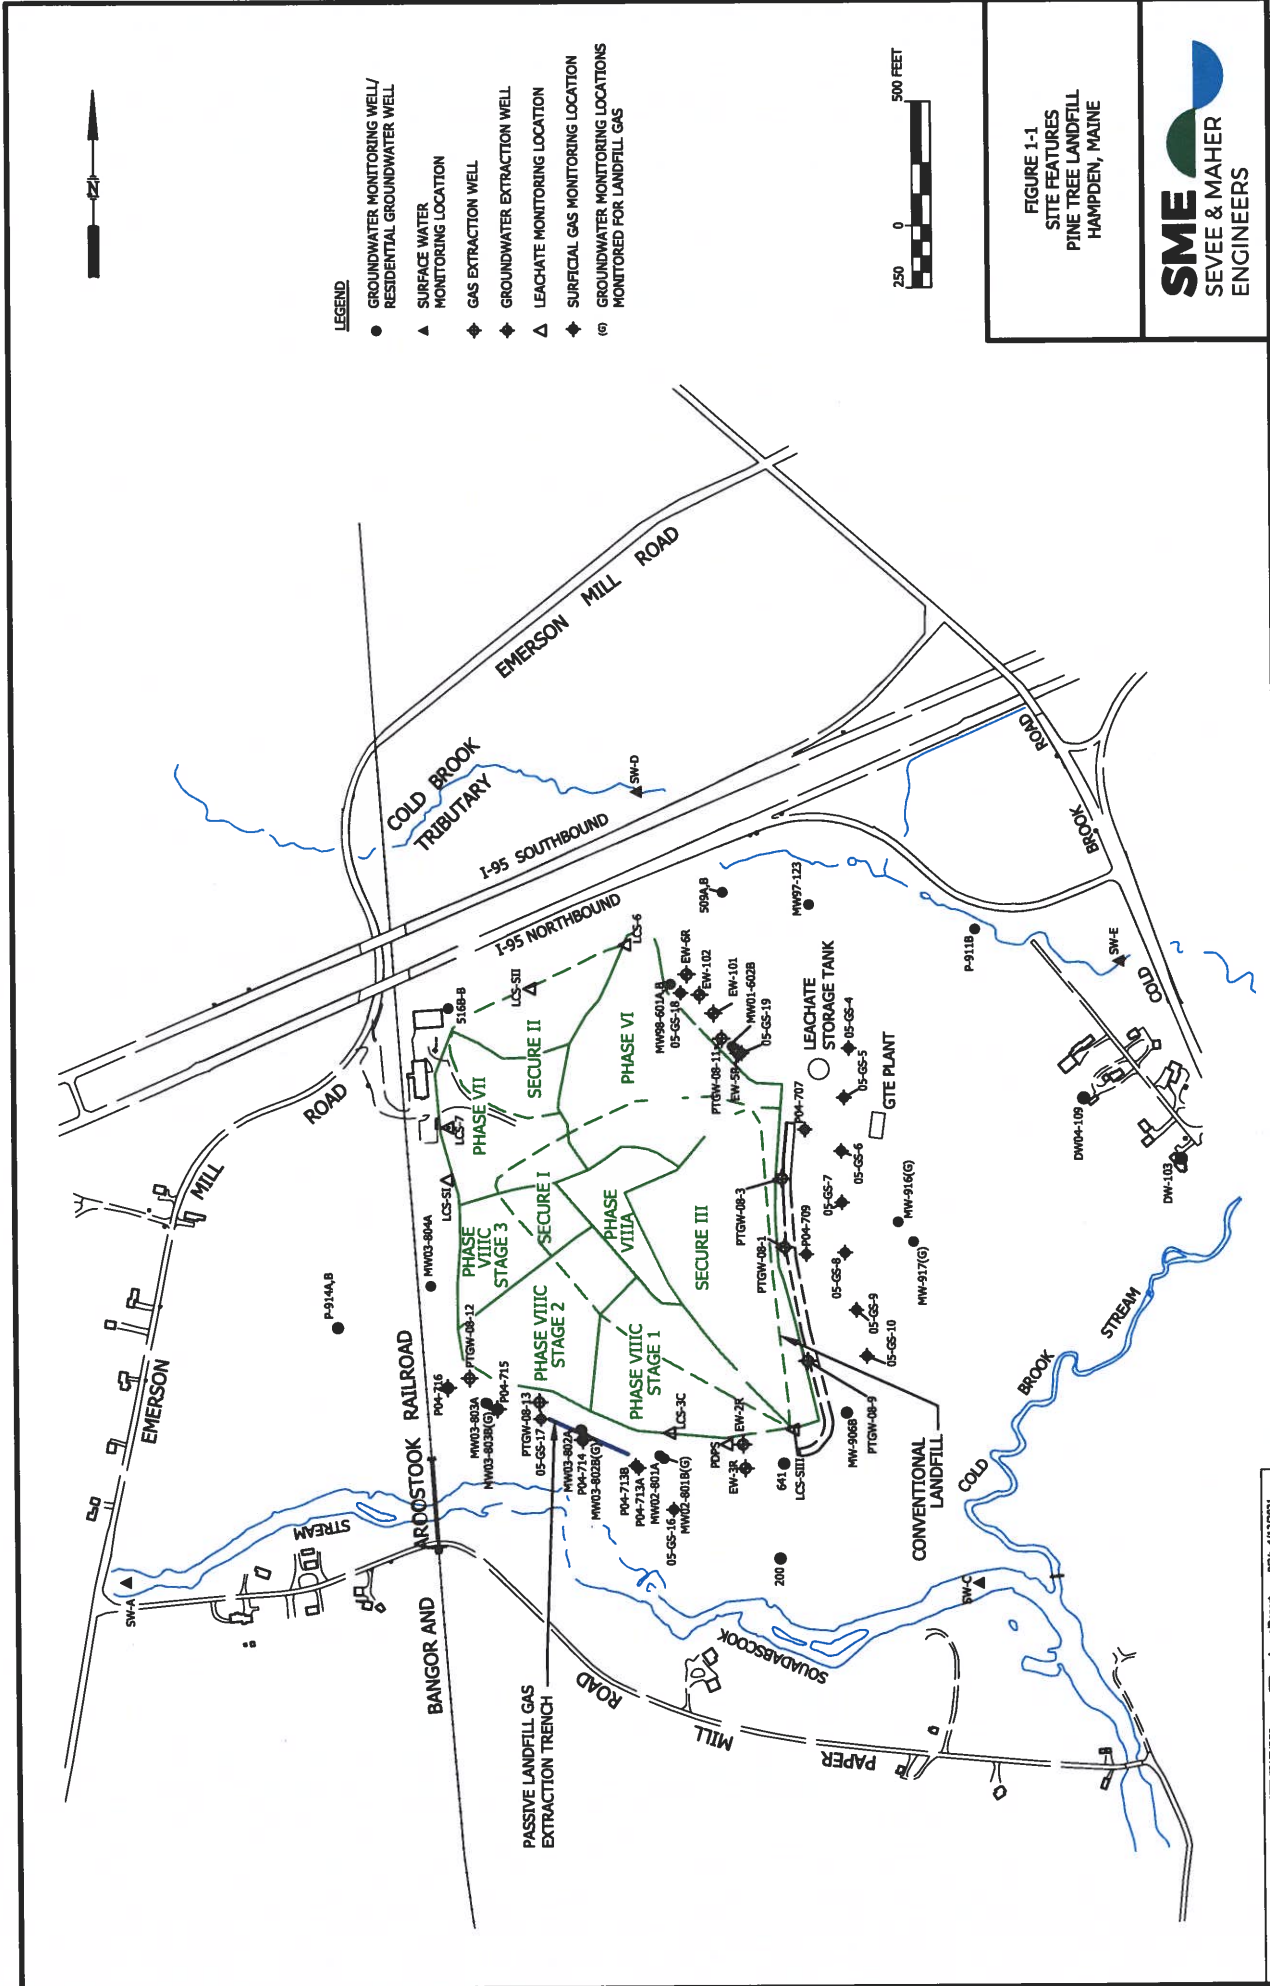 N
LEGEND
GROUNDWATER MONITORING WELL/
RESIDENTIAL GROUNDWATER WELL
SURFACE WATER
MONITORING LOCATION
GAS EXTRACTION WELL
GROUNDWATER EXTRACTION WELL
LEACHATE MONITORING LOCATION
SURFICIAL GAS MONITORING LOCATION
(G) GROUNDWATER MONITORING LOCATIONS
MONITORED FOR LANDFILL GAS
250 0 500 FEET
FIGURE 1-1
SITE FEATURES
PINE TREE LANDFILL
HAMPDEN, MAINE
SME
SEVEE & MAHER
ENGINEERS
EMERSON MILL ROAD
COLD BROOK
TRIBUTARY
SW-D
I-95 SOUTHBOUND
I-95 NORTHBOUND
COLD BROOK ROAD
EMERSON MILL ROAD
BANGOR AND AROOSTOOK RAILROAD
SW-A
STREAM
P-914A,B
MW03-804A
516B-B
LCS-7
LCS-SI
LCS-SII
LCS-6
PHASE VII
SECURE II
PHASE VI
SECURE I
PHASE
VIIIC
STAGE 3
PHASE
VIIIA
SECURE III
PHASE VIIIC
STAGE 2
PHASE VIIIC
STAGE 1
MW98-601A,B
05-GS-18
EW-6R
EW-102
EW-101
MW01-602B
05-GS-19
PTGW-08-11
EW-5R
509A,B
MW97-123
P-911B
SW-E
LEACHATE
STORAGE TANK
GTE PLANT
05-GS-4
05-GS-5
05-GS-6
05-GS-7
05-GS-8
05-GS-9
05-GS-10
P04-707
P04-709
PTGW-08-3
PTGW-08-1
PTGW-08-9
MW-916(G)
MW-917(G)
DW04-109
DW-103
P04-716
PTGW-08-12
MW03-803A
MW03-803B(G)
P04-715
PTGW-08-13
05-GS-17
MW03-802A
P04-714
MW03-802B(G)
P04-713B
P04-713A
MW02-801A
MW02-801B(G)
05-GS-16
LCS-3C
PDPS
EW-2R
EW-3R
641
LCS-SIII
MW-906B
200
CONVENTIONAL
LANDFILL
PASSIVE LANDFILL GAS
EXTRACTION TRENCH
PAPER MILL ROAD
SOUADABSCOOK
SW-C
COLD BROOK STREAM